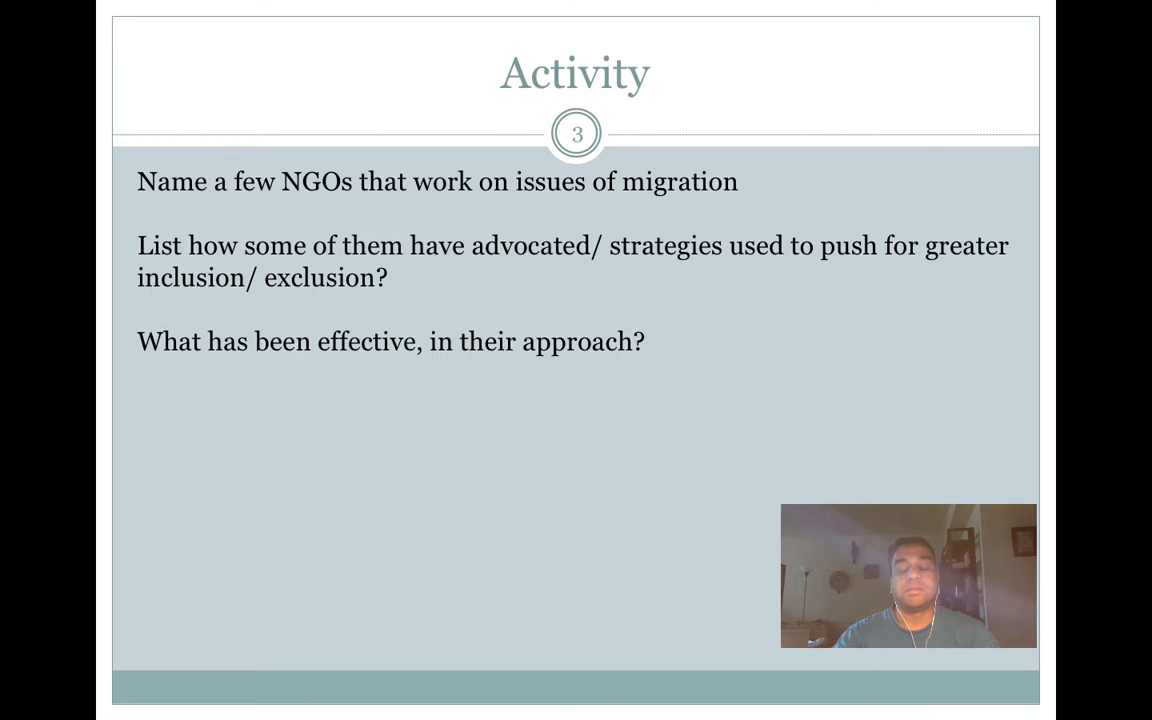 Activity
3
Name a few NGOs that work on issues of migration
List how some of them have advocated/ strategies used to push for greater
inclusion/ exclusion?
What has been effective, in their approach?